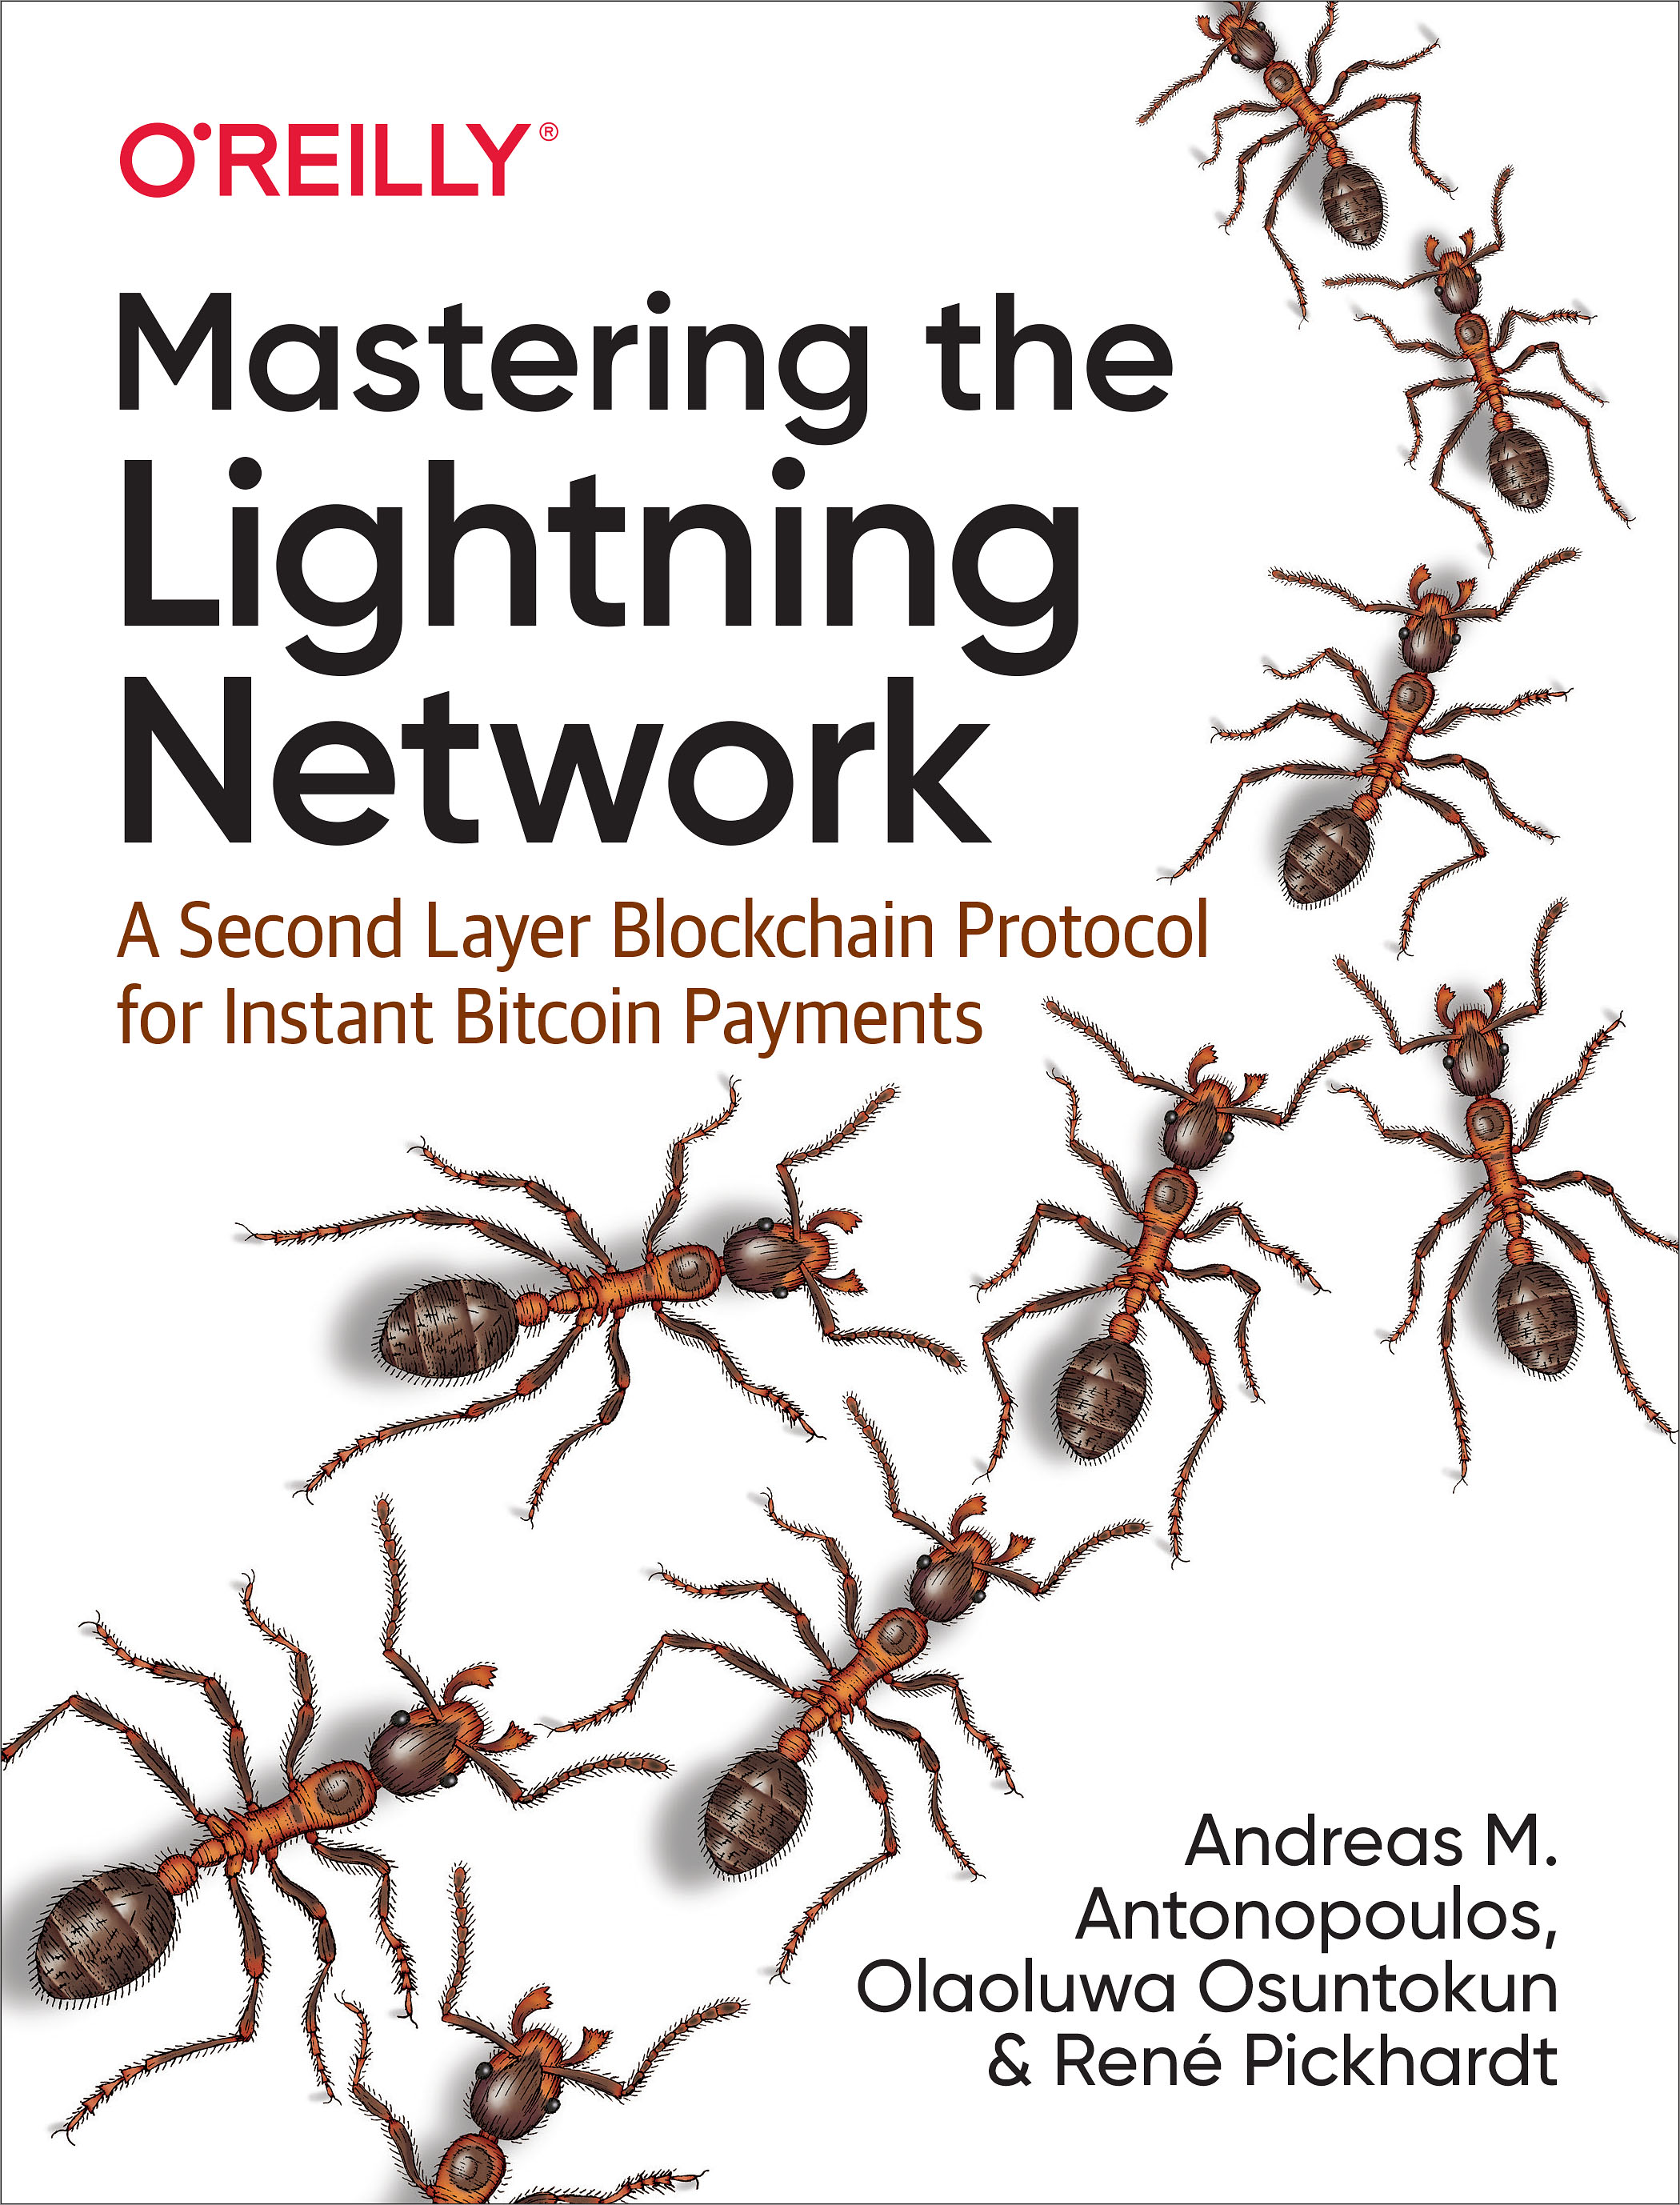 O'REILLY®
Mastering the
Lightning
Network
A Second Layer Blockchain Protocol
for Instant Bitcoin Payments
Andreas M.
Antonopoulos,
Olaoluwa Osuntokun
& René Pickhardt